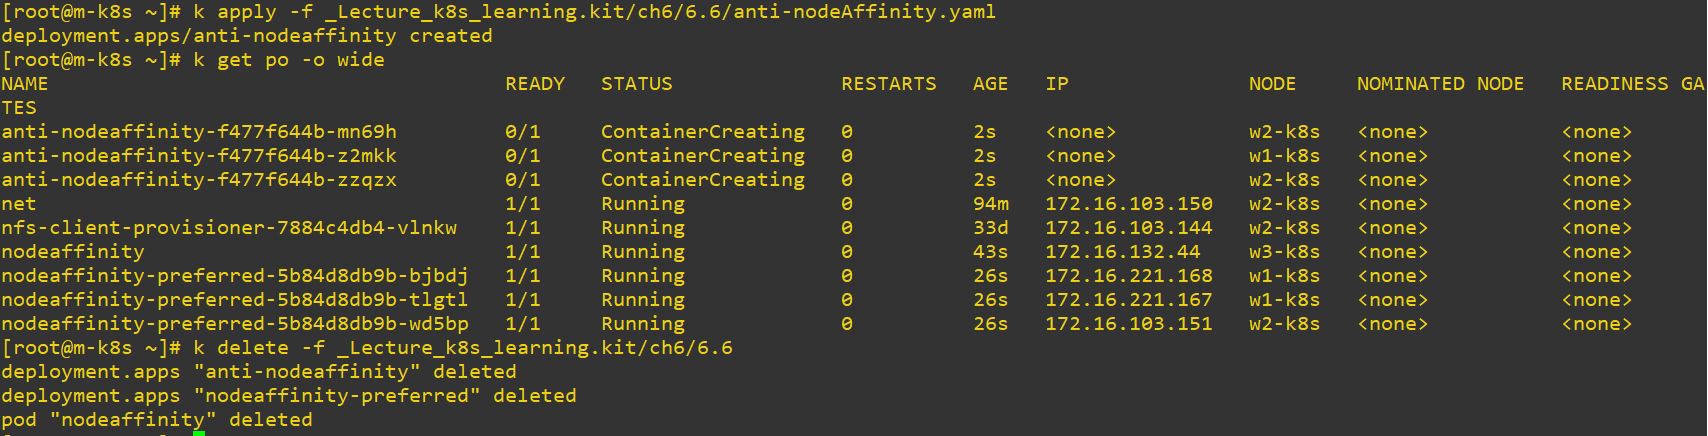 [root@m-k8s ~]# k apply -f _Lecture_k8s_learning.kit/ch6/6.6/anti-nodeAffinity.yaml
deployment.apps/anti-nodeaffinity created
[root@m-k8s ~]# k get po -o wide
NAME                                      READY   STATUS              RESTARTS   AGE   IP               NODE     NOMINATED NODE   READINESS GA
TES
anti-nodeaffinity-f477f644b-mn69h         0/1     ContainerCreating   0          2s    <none>           w2-k8s   <none>           <none>
anti-nodeaffinity-f477f644b-z2mkk         0/1     ContainerCreating   0          2s    <none>           w1-k8s   <none>           <none>
anti-nodeaffinity-f477f644b-zzqzx         0/1     ContainerCreating   0          2s    <none>           w2-k8s   <none>           <none>
net                                       1/1     Running             0          94m   172.16.103.150   w2-k8s   <none>           <none>
nfs-client-provisioner-7884c4db4-vlnkw    1/1     Running             0          33d   172.16.103.144   w2-k8s   <none>           <none>
nodeaffinity                              1/1     Running             0          43s   172.16.132.44    w3-k8s   <none>           <none>
nodeaffinity-preferred-5b84d8db9b-bjbdj   1/1     Running             0          26s   172.16.221.168   w1-k8s   <none>           <none>
nodeaffinity-preferred-5b84d8db9b-tlgtl   1/1     Running             0          26s   172.16.221.167   w1-k8s   <none>           <none>
nodeaffinity-preferred-5b84d8db9b-wd5bp   1/1     Running             0          26s   172.16.103.151   w2-k8s   <none>           <none>
[root@m-k8s ~]# k delete -f _Lecture_k8s_learning.kit/ch6/6.6
deployment.apps "anti-nodeaffinity" deleted
deployment.apps "nodeaffinity-preferred" deleted
pod "nodeaffinity" deleted